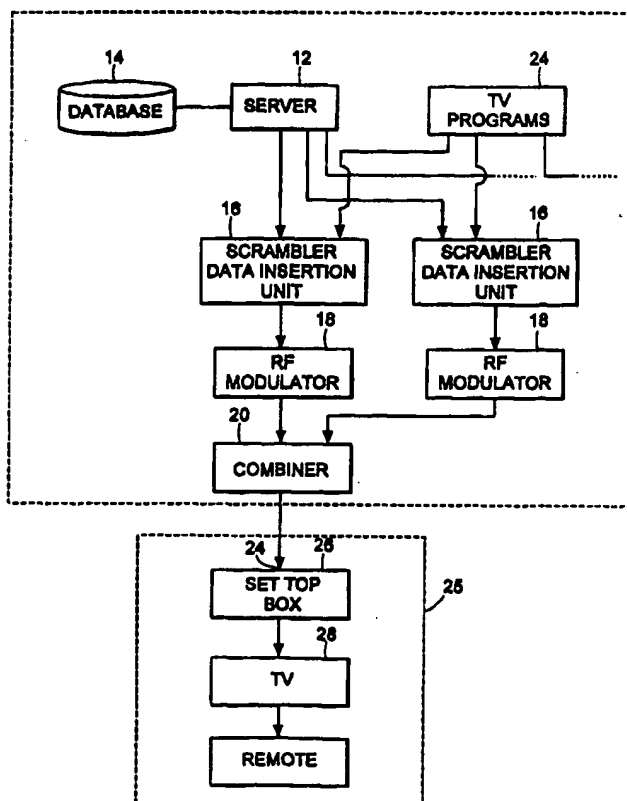 14
12
24
DATABASE
SERVER
TV
PROGRAMS
16
16
SCRAMBLER
DATA INSERTION
UNIT
SCRAMBLER
DATA INSERTION
UNIT
18
18
RF
MODULATOR
RF
MODULATOR
20
COMBINER
24
26
SET TOP
BOX
25
28
TV
REMOTE